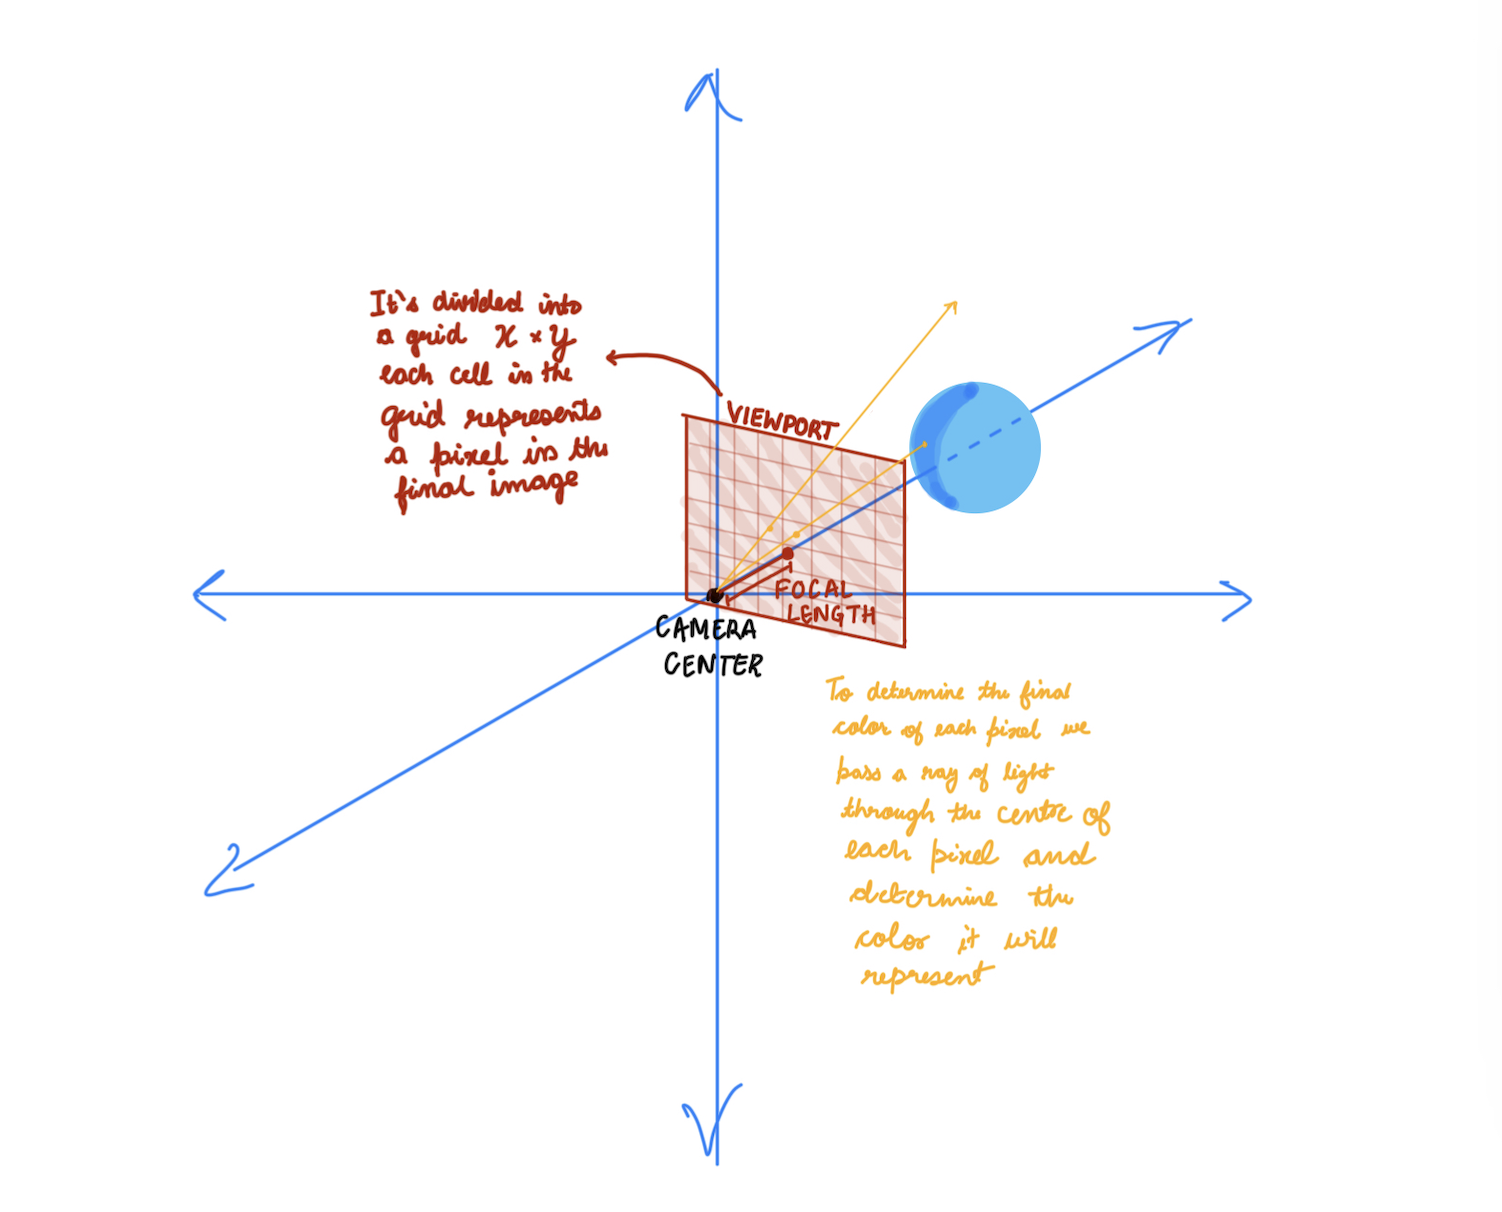 It's divided into
a grid X × Y
each cell in the
grid represents
a pixel in the
final image
VIEWPORT
FOCAL
LENGTH
CAMERA
CENTER
To determine the final
color of each pixel we
pass a ray of light
through the centre of
each pixel and
determine the
color it will
represent